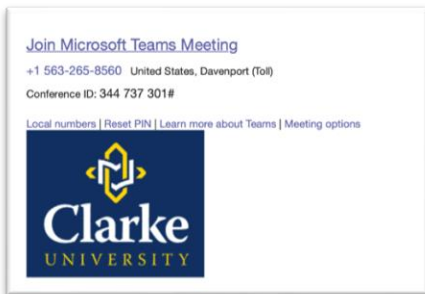 Join Microsoft Teams Meeting
+1 563-265-8560 United States, Davenport (Toll)
Conference ID: 344 737 301#
Local numbers | Reset PIN | Learn more about Teams | Meeting options
Clarke
UNIVERSITY